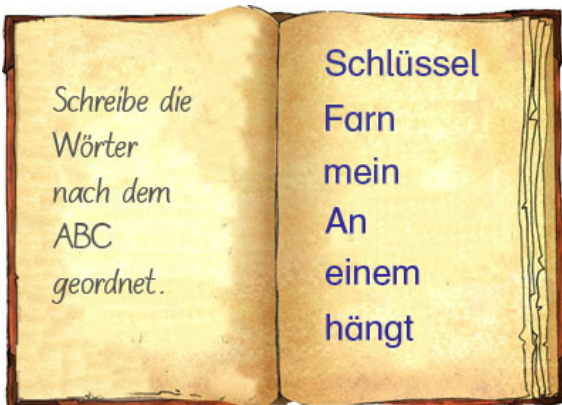 Schreibe die
Wörter
nach dem
ABC
geordnet.
Schlüssel
Farn
mein
An
einem
hängt